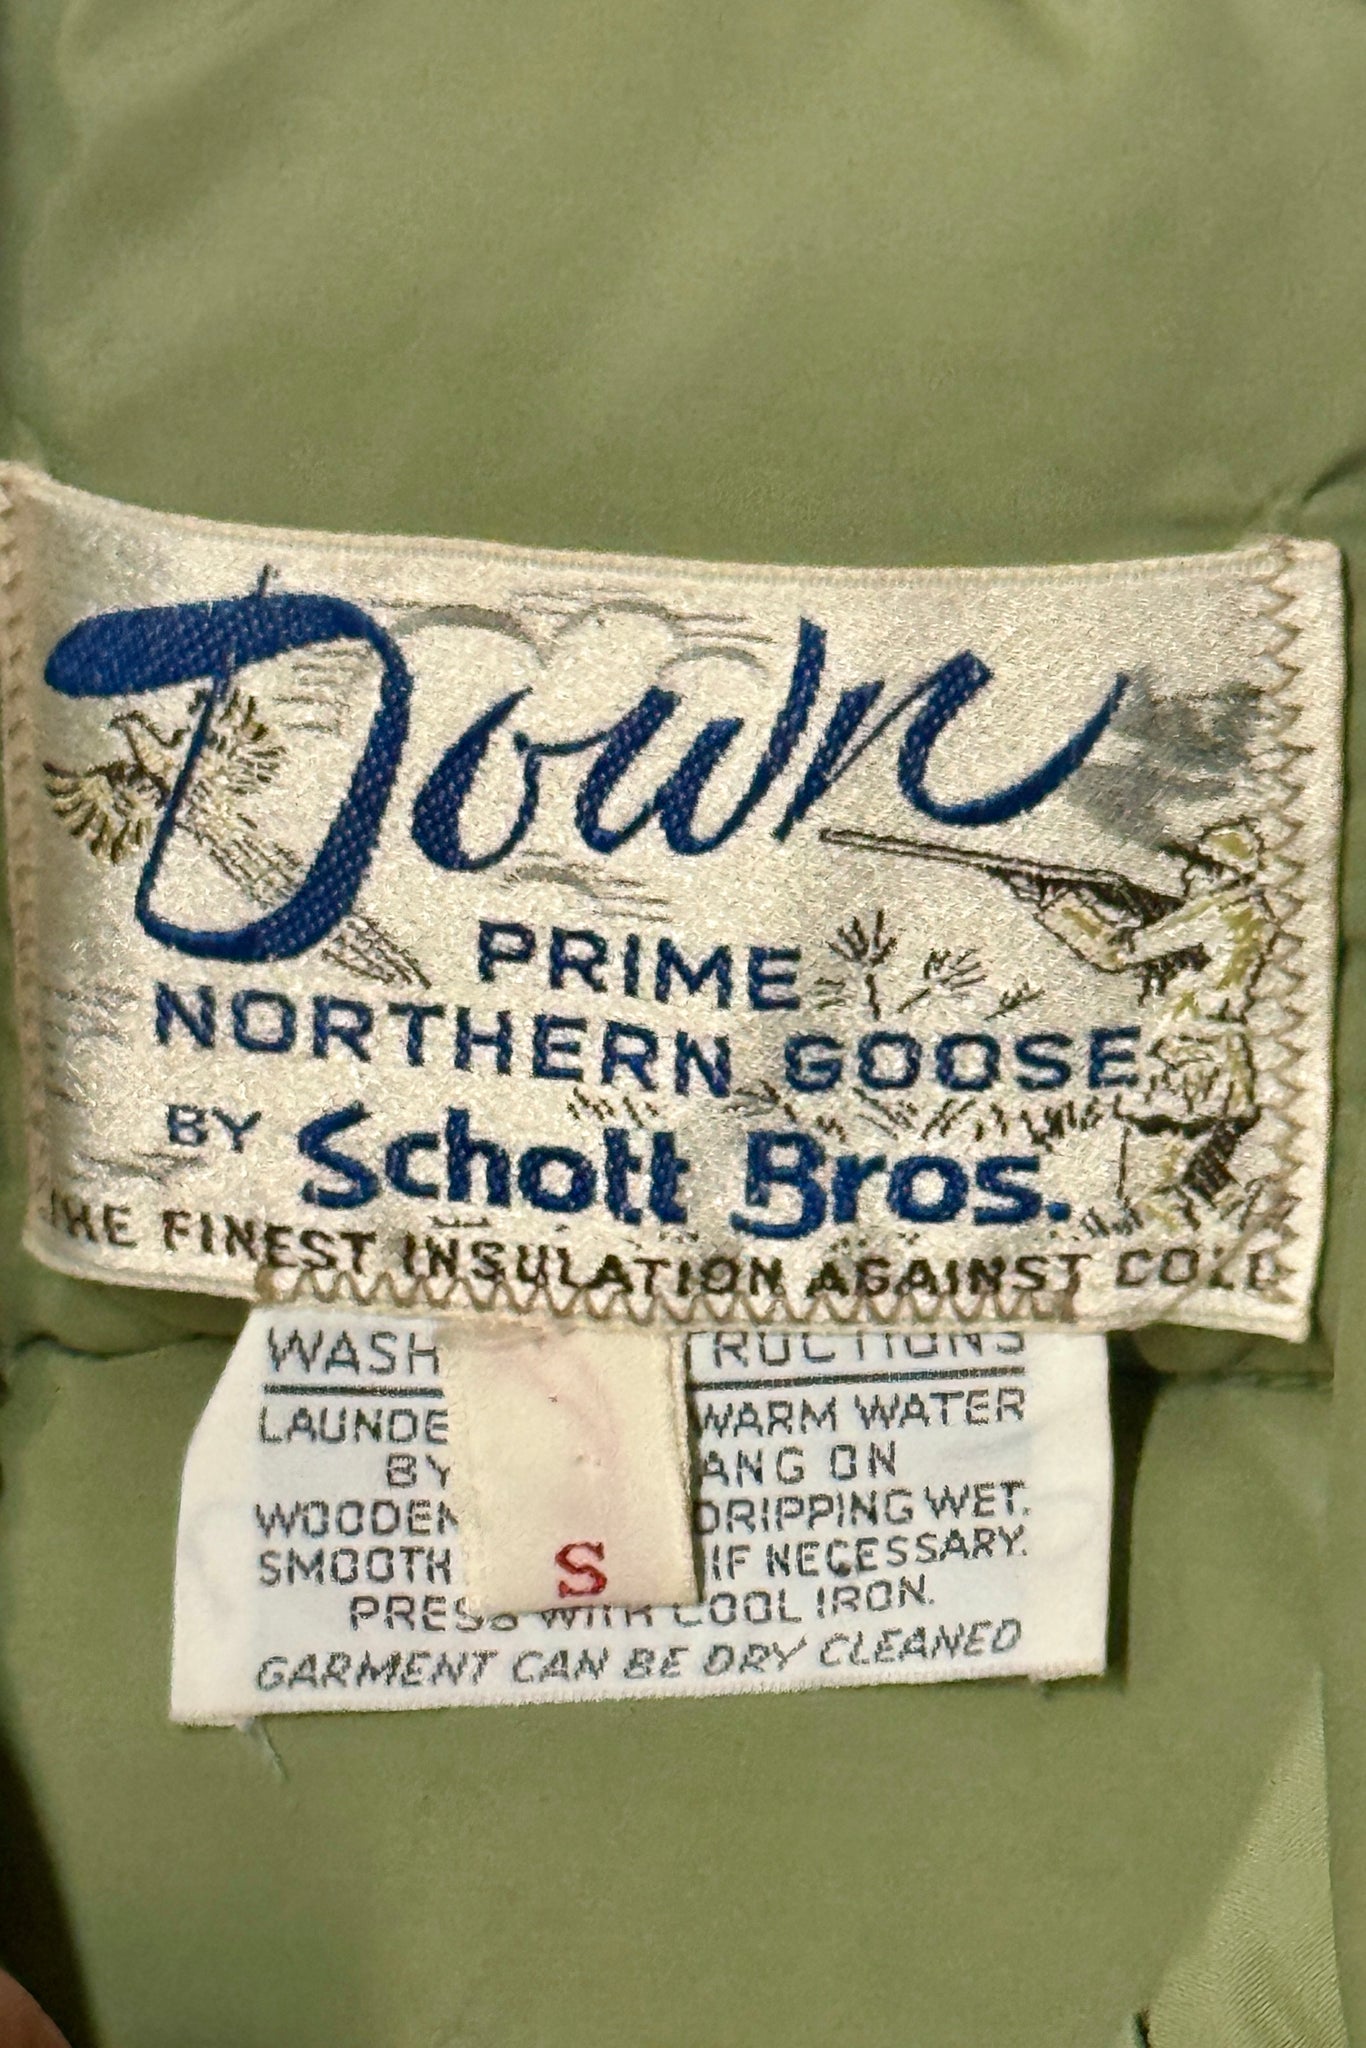 Down
PRIME
NORTHERN GOOSE
BY Schott Bros.
THE FINEST INSULATION AGAINST COLD
WASH
LAUNDE WARM WATER
BY ANG ON
WOODEN DRIPPING WET.
SMOOTH IF NECESSARY.
PRESS WITH COOL IRON.
GARMENT CAN BE DRY CLEANED
S